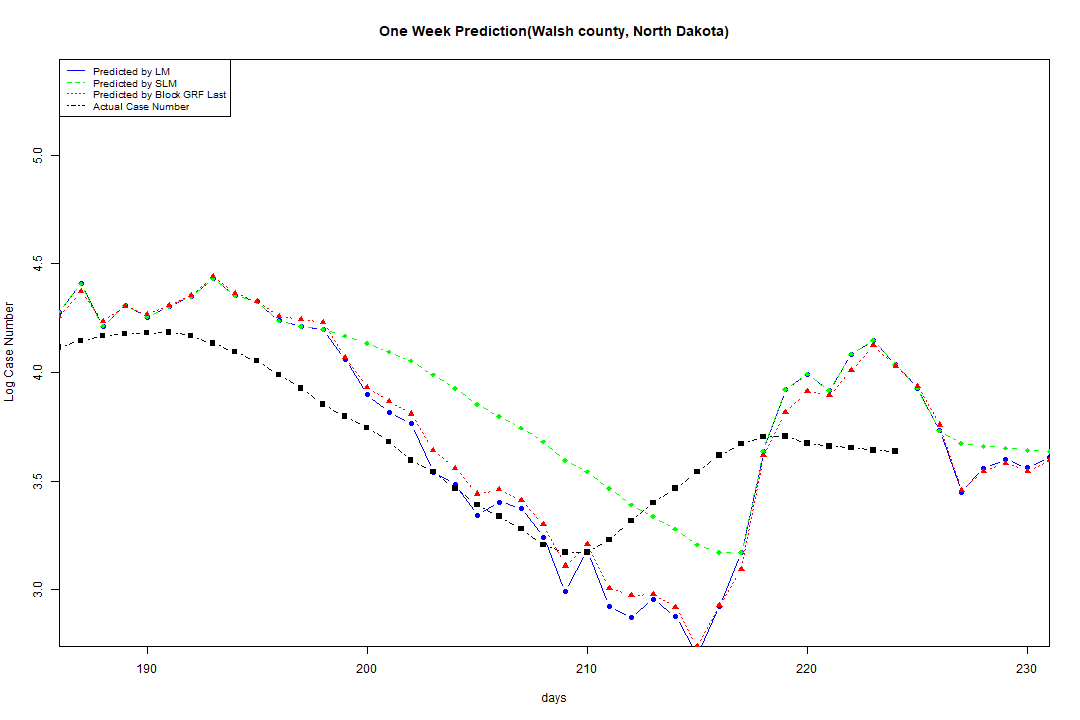 One Week Prediction(Walsh county, North Dakota)
Predicted by LM
Predicted by SLM
Predicted by Block GRF Last
Actual Case Number
5.0
4.5
4.0
3.5
3.0
Log Case Number
190 200 210 220 230
days